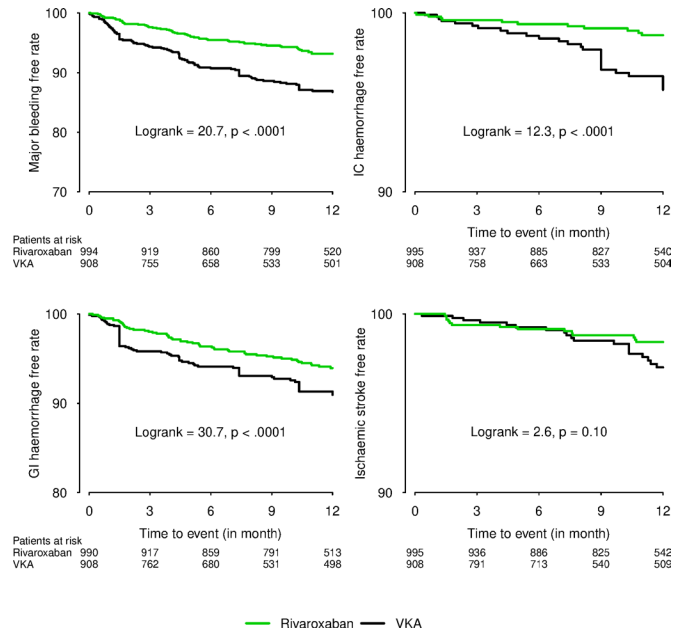 Major bleeding free rate
100
90
80
70
Logrank = 20.7, p < .0001
0 3 6 9 12
Patients at risk
Rivaroxaban 994 919 860 799 520
VKA 908 755 658 533 501
IC haemorrhage free rate
100
90
Logrank = 12.3, p < .0001
0 3 6 9 12
Time to event (in month)
995 937 885 827 540
908 758 663 533 504
GI haemorrhage free rate
100
90
80
Logrank = 30.7, p < .0001
0 3 6 9 12
Time to event (in month)
Patients at risk
Rivaroxaban 990 917 859 791 513
VKA 908 762 680 531 498
Ischaemic stroke free rate
100
90
Logrank = 2.6, p = 0.10
0 3 6 9 12
Time to event (in month)
995 936 886 825 542
908 791 713 540 509
Rivaroxaban VKA